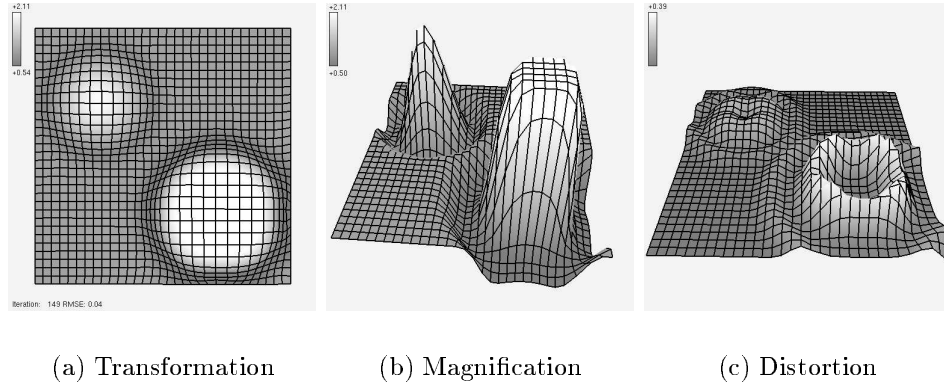 +2.11
+0.54
Iteration: 149 RMSE: 0.04
+2.11
+0.50
+0.39
(a) Transformation
(b) Magnification
(c) Distortion